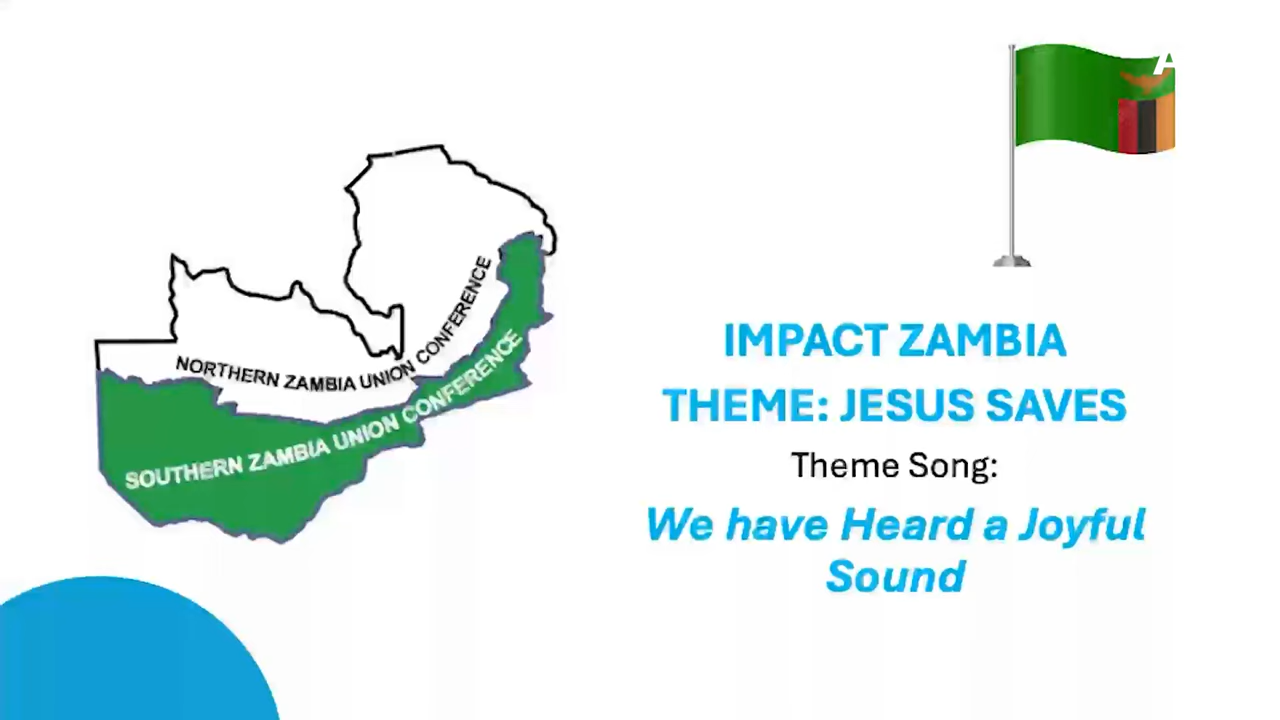 NORTHERN ZAMBIA UNION CONFERENCE
SOUTHERN ZAMBIA UNION CONFERENCE
IMPACT ZAMBIA
THEME: JESUS SAVES
Theme Song:
We have Heard a Joyful
Sound